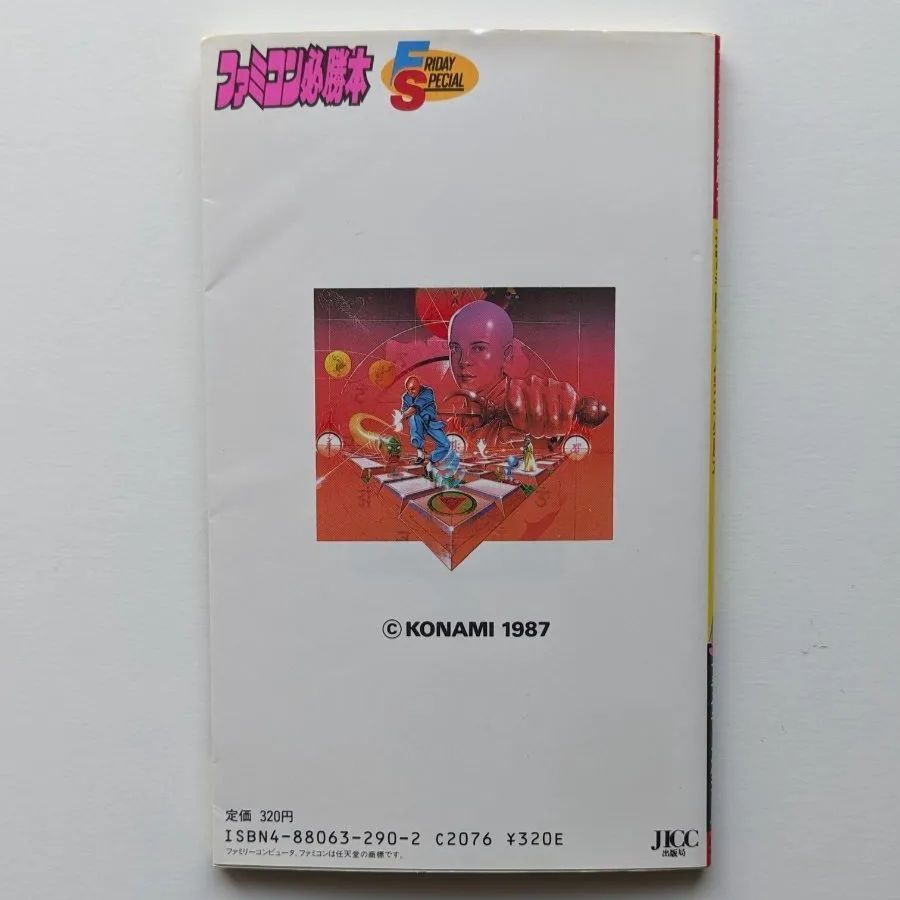 ファミコン必勝本
FRIDAY
SPECIAL
© KONAMI 1987
定価 320円
ISBN4-88063-290-2 C2076 ¥320E
ファミリーコンピュータ、ファミコンは任天堂の商標です。
JICC
出版局